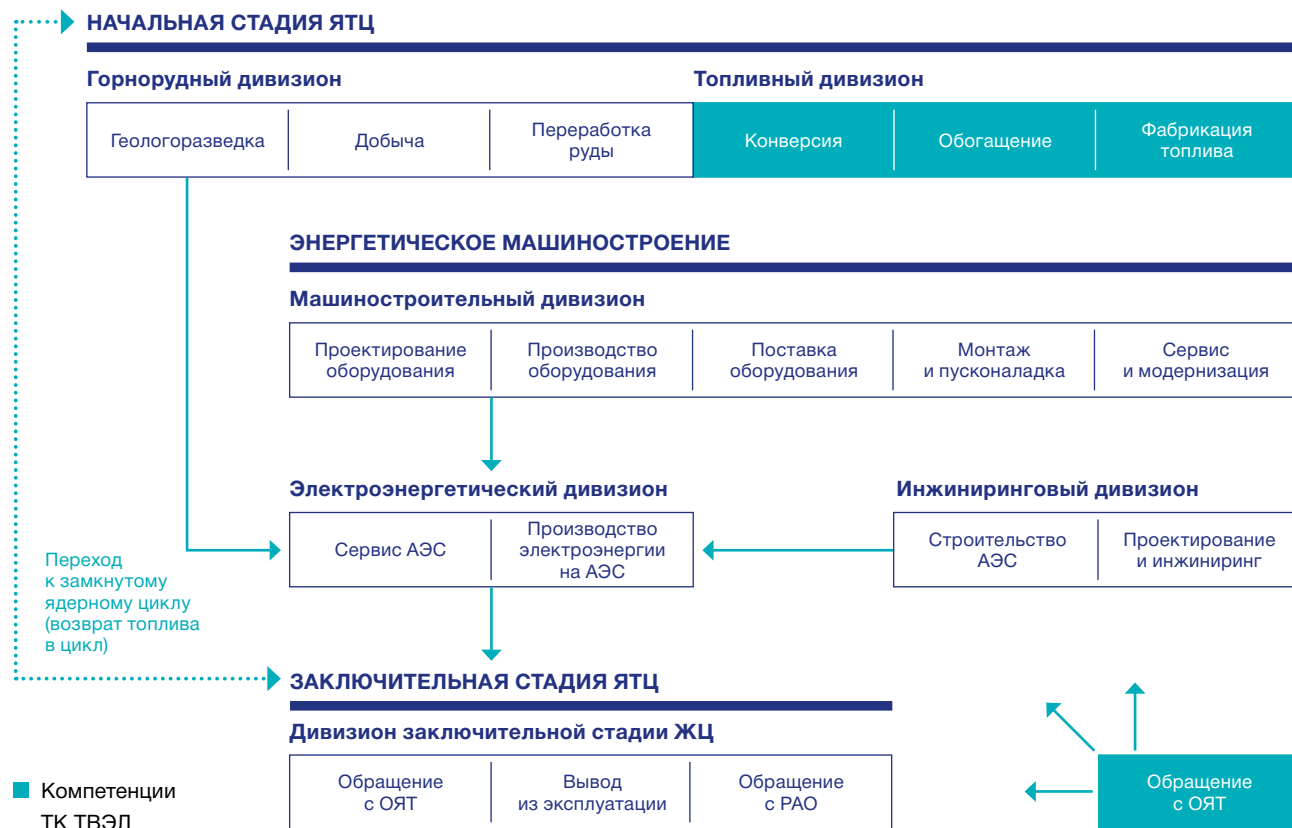 НАЧАЛЬНАЯ СТАДИЯ ЯТЦ
Горнорудный дивизион
Топливный дивизион
Геологоразведка
Добыча
Переработка
руды
Конверсия
Обогащение
Фабрикация
топлива
ЭНЕРГЕТИЧЕСКОЕ МАШИНОСТРОЕНИЕ
Машиностроительный дивизион
Проектирование
оборудования
Производство
оборудования
Поставка
оборудования
Монтаж
и пусконаладка
Сервис
и модернизация
Электроэнергетический дивизион
Инжиниринговый дивизион
Сервис АЭС
Производство
электроэнергии
на АЭС
Строительство
АЭС
Проектирование
и инжиниринг
Переход
к замкнутому
ядерному циклу
(возврат топлива
в цикл)
ЗАКЛЮЧИТЕЛЬНАЯ СТАДИЯ ЯТЦ
Дивизион заключительной стадии ЖЦ
Обращение
с ОЯТ
Вывод
из эксплуатации
Обращение
с РАО
Обращение
с ОЯТ
Компетенции
ТК ТВЭЛ